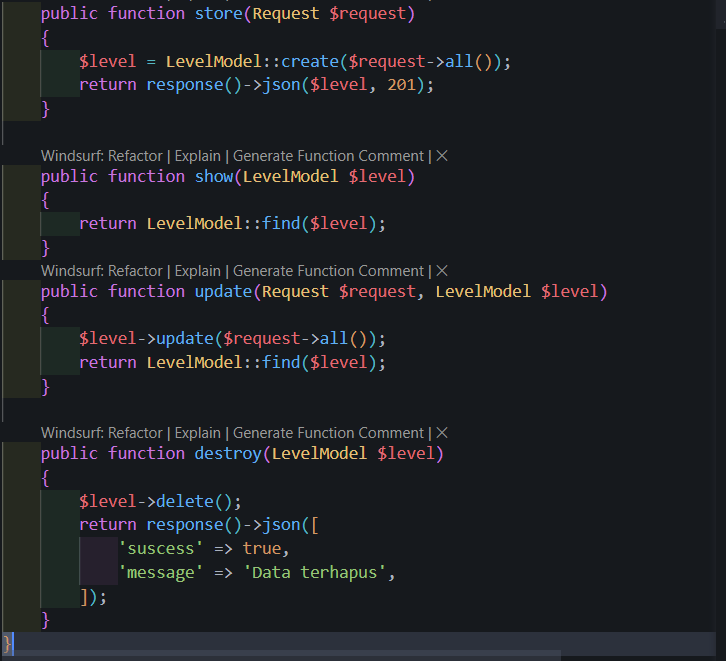 public function store(Request $request)
{
$level = LevelModel::create($request->all());
return response()->json($level, 201);
}
Windsurf: Refactor | Explain | Generate Function Comment | ×
public function show(LevelModel $level)
{
return LevelModel::find($level);
}
Windsurf: Refactor | Explain | Generate Function Comment | ×
public function update(Request $request, LevelModel $level)
{
$level->update($request->all());
return LevelModel::find($level);
}
Windsurf: Refactor | Explain | Generate Function Comment | ×
public function destroy(LevelModel $level)
{
$level->delete();
return response()->json([
'suscess' => true,
'message' => 'Data terhapus',
]);
}
}